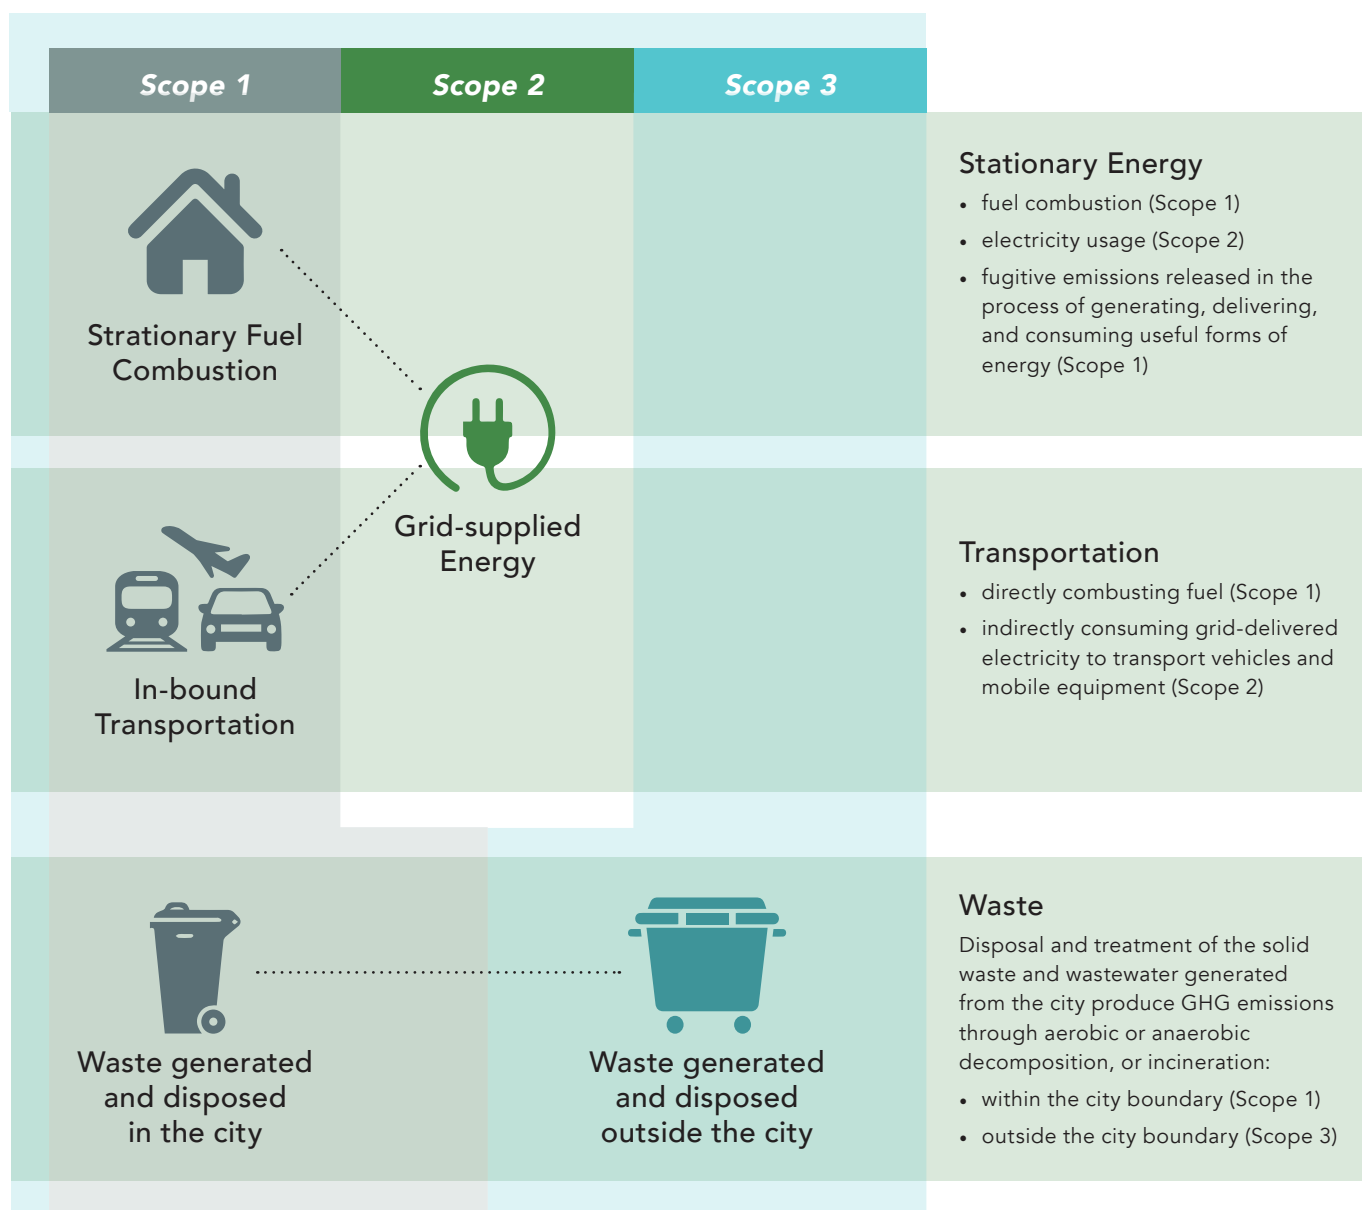 Scope 1
Scope 2
Scope 3
Strationary Fuel
Combustion
Grid-supplied
Energy
Stationary Energy
• fuel combustion (Scope 1)
• electricity usage (Scope 2)
• fugitive emissions released in the
process of generating, delivering,
and consuming useful forms of
energy (Scope 1)
In-bound
Transportation
Transportation
• directly combusting fuel (Scope 1)
• indirectly consuming grid-delivered
electricity to transport vehicles and
mobile equipment (Scope 2)
Waste generated
and disposed
in the city
Waste generated
and disposed
outside the city
Waste
Disposal and treatment of the solid
waste and wastewater generated
from the city produce GHG emissions
through aerobic or anaerobic
decomposition, or incineration:
• within the city boundary (Scope 1)
• outside the city boundary (Scope 3)